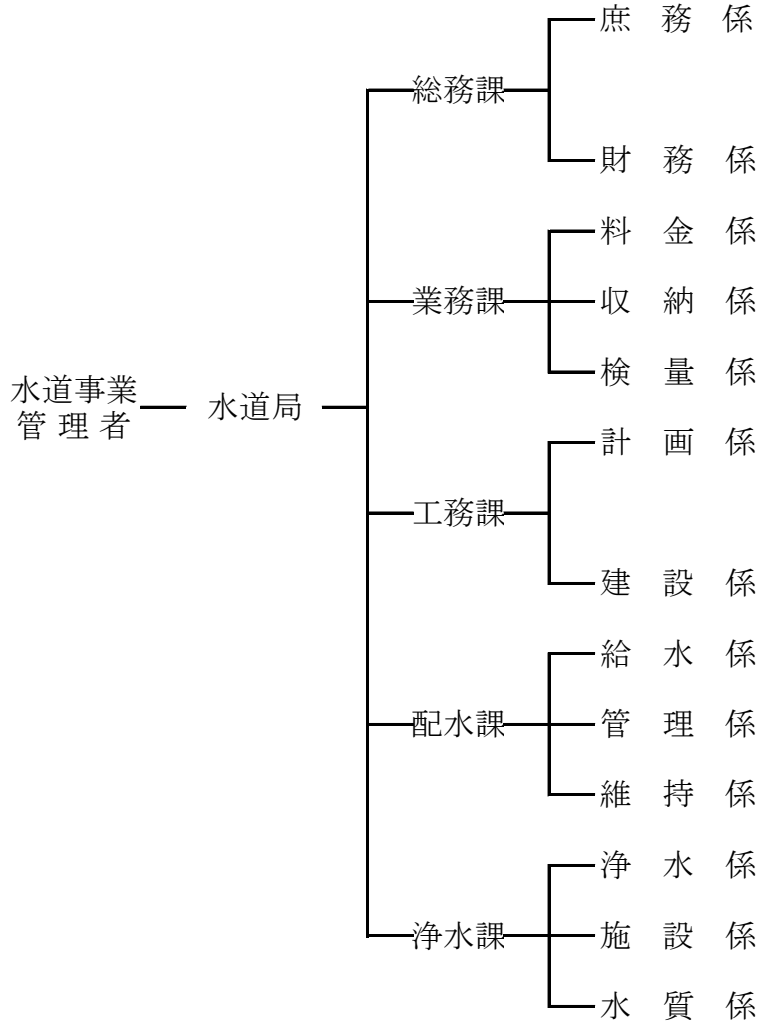 水道事業
管理者
水道局
総務課
庶務係
財務係
業務課
料金係
収納係
検量係
工務課
計画係
建設係
配水課
給水係
管理係
維持係
浄水課
浄水係
施設係
水質係